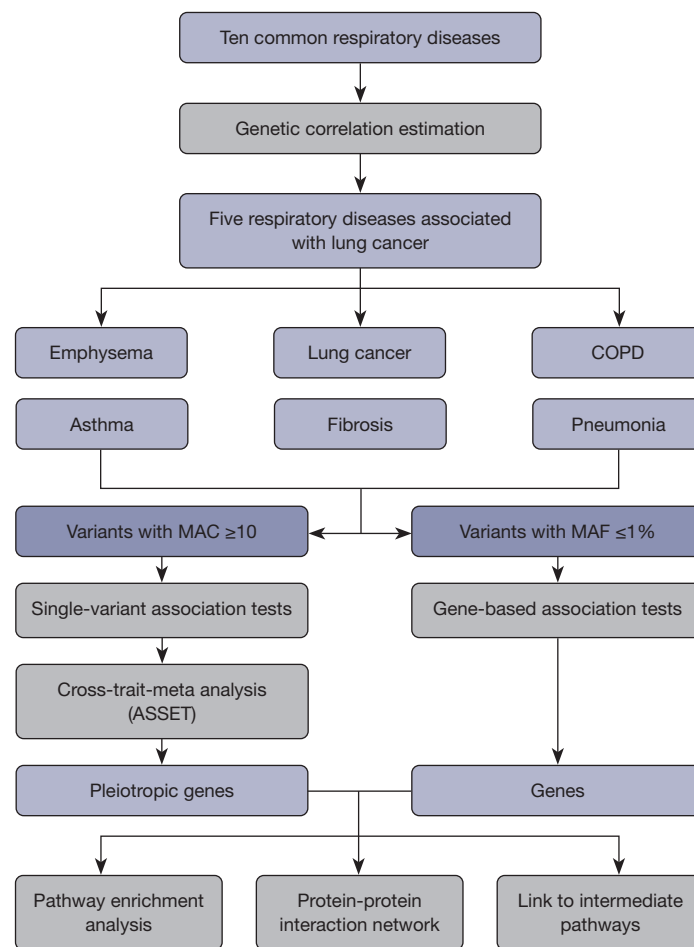 Ten common respiratory diseases
Genetic correlation estimation
Five respiratory diseases associated
with lung cancer
Emphysema
Lung cancer
COPD
Asthma
Fibrosis
Pneumonia
Variants with MAC ≥10
Variants with MAF ≤1%
Single-variant association tests
Gene-based association tests
Cross-trait-meta analysis
(ASSET)
Pleiotropic genes
Genes
Pathway enrichment
analysis
Protein-protein
interaction network
Link to intermediate
pathways